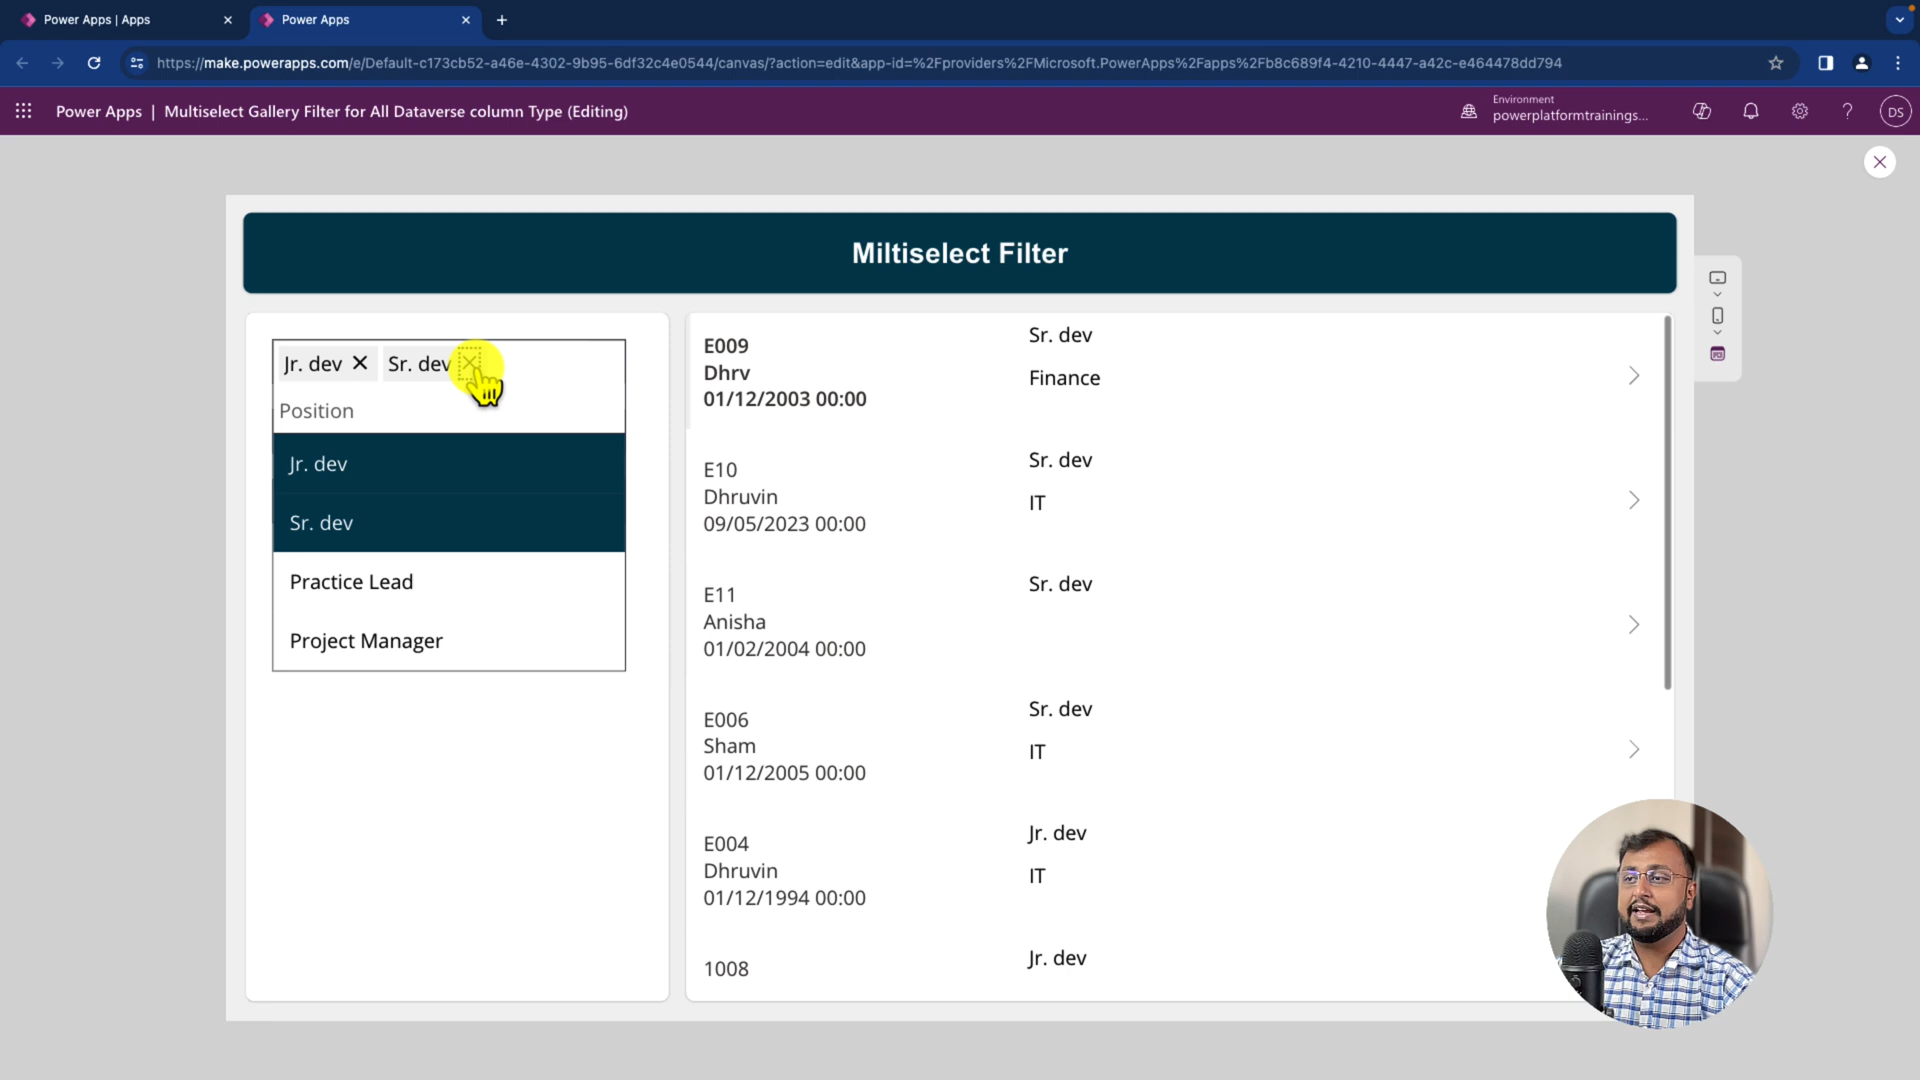 Power Apps | Apps
Power Apps
https://make.powerapps.com/e/Default-c173cb52-a46e-4302-9b95-6df32c4e0544/canvas/?action=edit&app-id=%2Fproviders%2FMicrosoft.PowerApps%2Fapps%2Fb8c689f4-4210-4447-a42c-e464478dd794
Power Apps | Multiselect Gallery Filter for All Dataverse column Type (Editing)
Environment
powerplatformtrainings...
DS
Miltiselect Filter
Jr. dev Sr. dev
Position
Jr. dev
Sr. dev
Practice Lead
Project Manager
E009
Dhrv
01/12/2003 00:00
Sr. dev
Finance
E10
Dhruvin
09/05/2023 00:00
Sr. dev
IT
E11
Anisha
01/02/2004 00:00
Sr. dev
E006
Sham
01/12/2005 00:00
Sr. dev
IT
E004
Dhruvin
01/12/1994 00:00
Jr. dev
IT
1008
Jr. dev